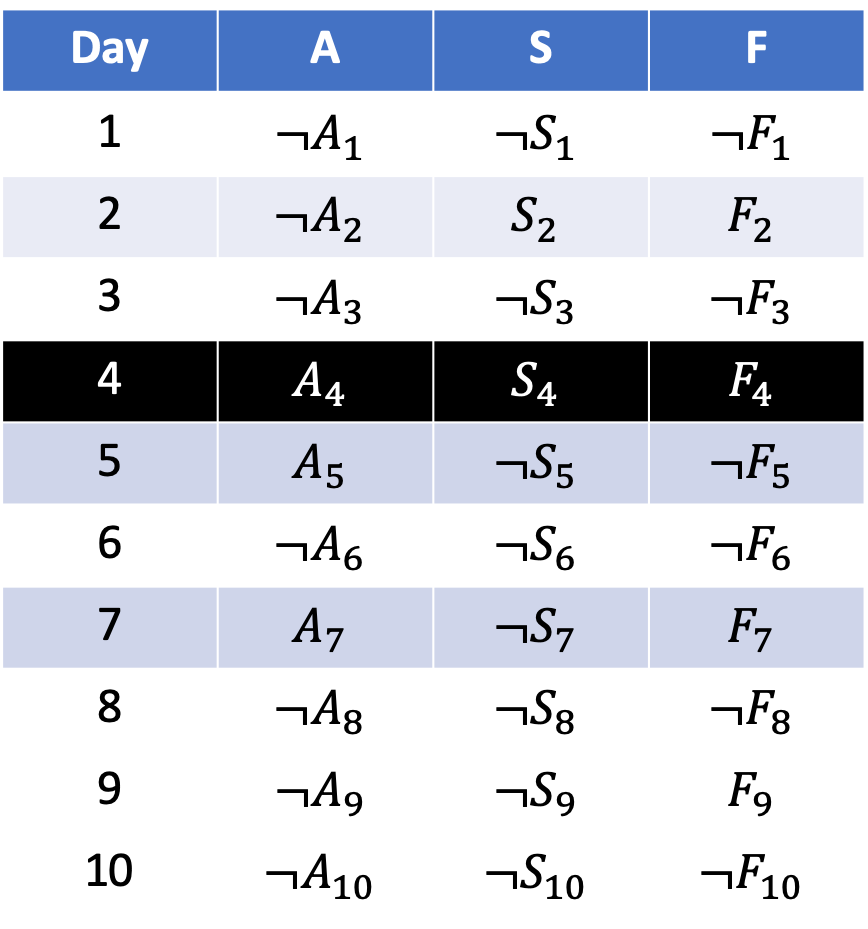 Day A S F
1 ¬A₁ ¬S₁ ¬F₁
2 ¬A₂ S₂ F₂
3 ¬A₃ ¬S₃ ¬F₃
4 A₄ S₄ F₄
5 A₅ ¬S₅ ¬F₅
6 ¬A₆ ¬S₆ ¬F₆
7 A₇ ¬S₇ F₇
8 ¬A₈ ¬S₈ ¬F₈
9 ¬A₉ ¬S₉ F₉
10 ¬A₁₀ ¬S₁₀ ¬F₁₀